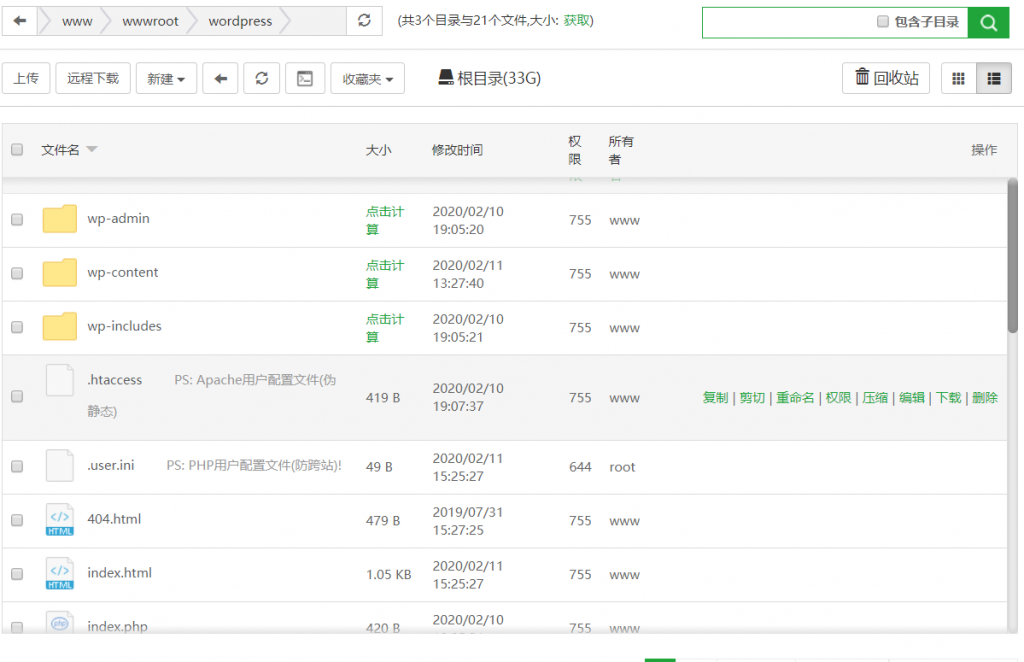 www wwwroot wordpress (共3个目录与21个文件,大小: 获取) 包含子目录
上传 远程下载 新建 收藏夹 根目录(33G) 回收站
文件名 大小 修改时间 权限 所有者 操作
wp-admin 点击计算 2020/02/10 19:05:20 755 www
wp-content 点击计算 2020/02/11 13:27:40 755 www
wp-includes 点击计算 2020/02/10 19:05:21 755 www
.htaccess PS: Apache用户配置文件(伪静态) 419 B 2020/02/10 19:07:37 755 www 复制 | 剪切 | 重命名 | 权限 | 压缩 | 编辑 | 下载 | 删除
.user.ini PS: PHP用户配置文件(防跨站)! 49 B 2020/02/11 15:25:27 644 root
HTML 404.html 479 B 2019/07/31 15:27:25 755 www
HTML index.html 1.05 KB 2020/02/11 15:25:27 755 www
php index.php 420 B 2020/02/10 755 www